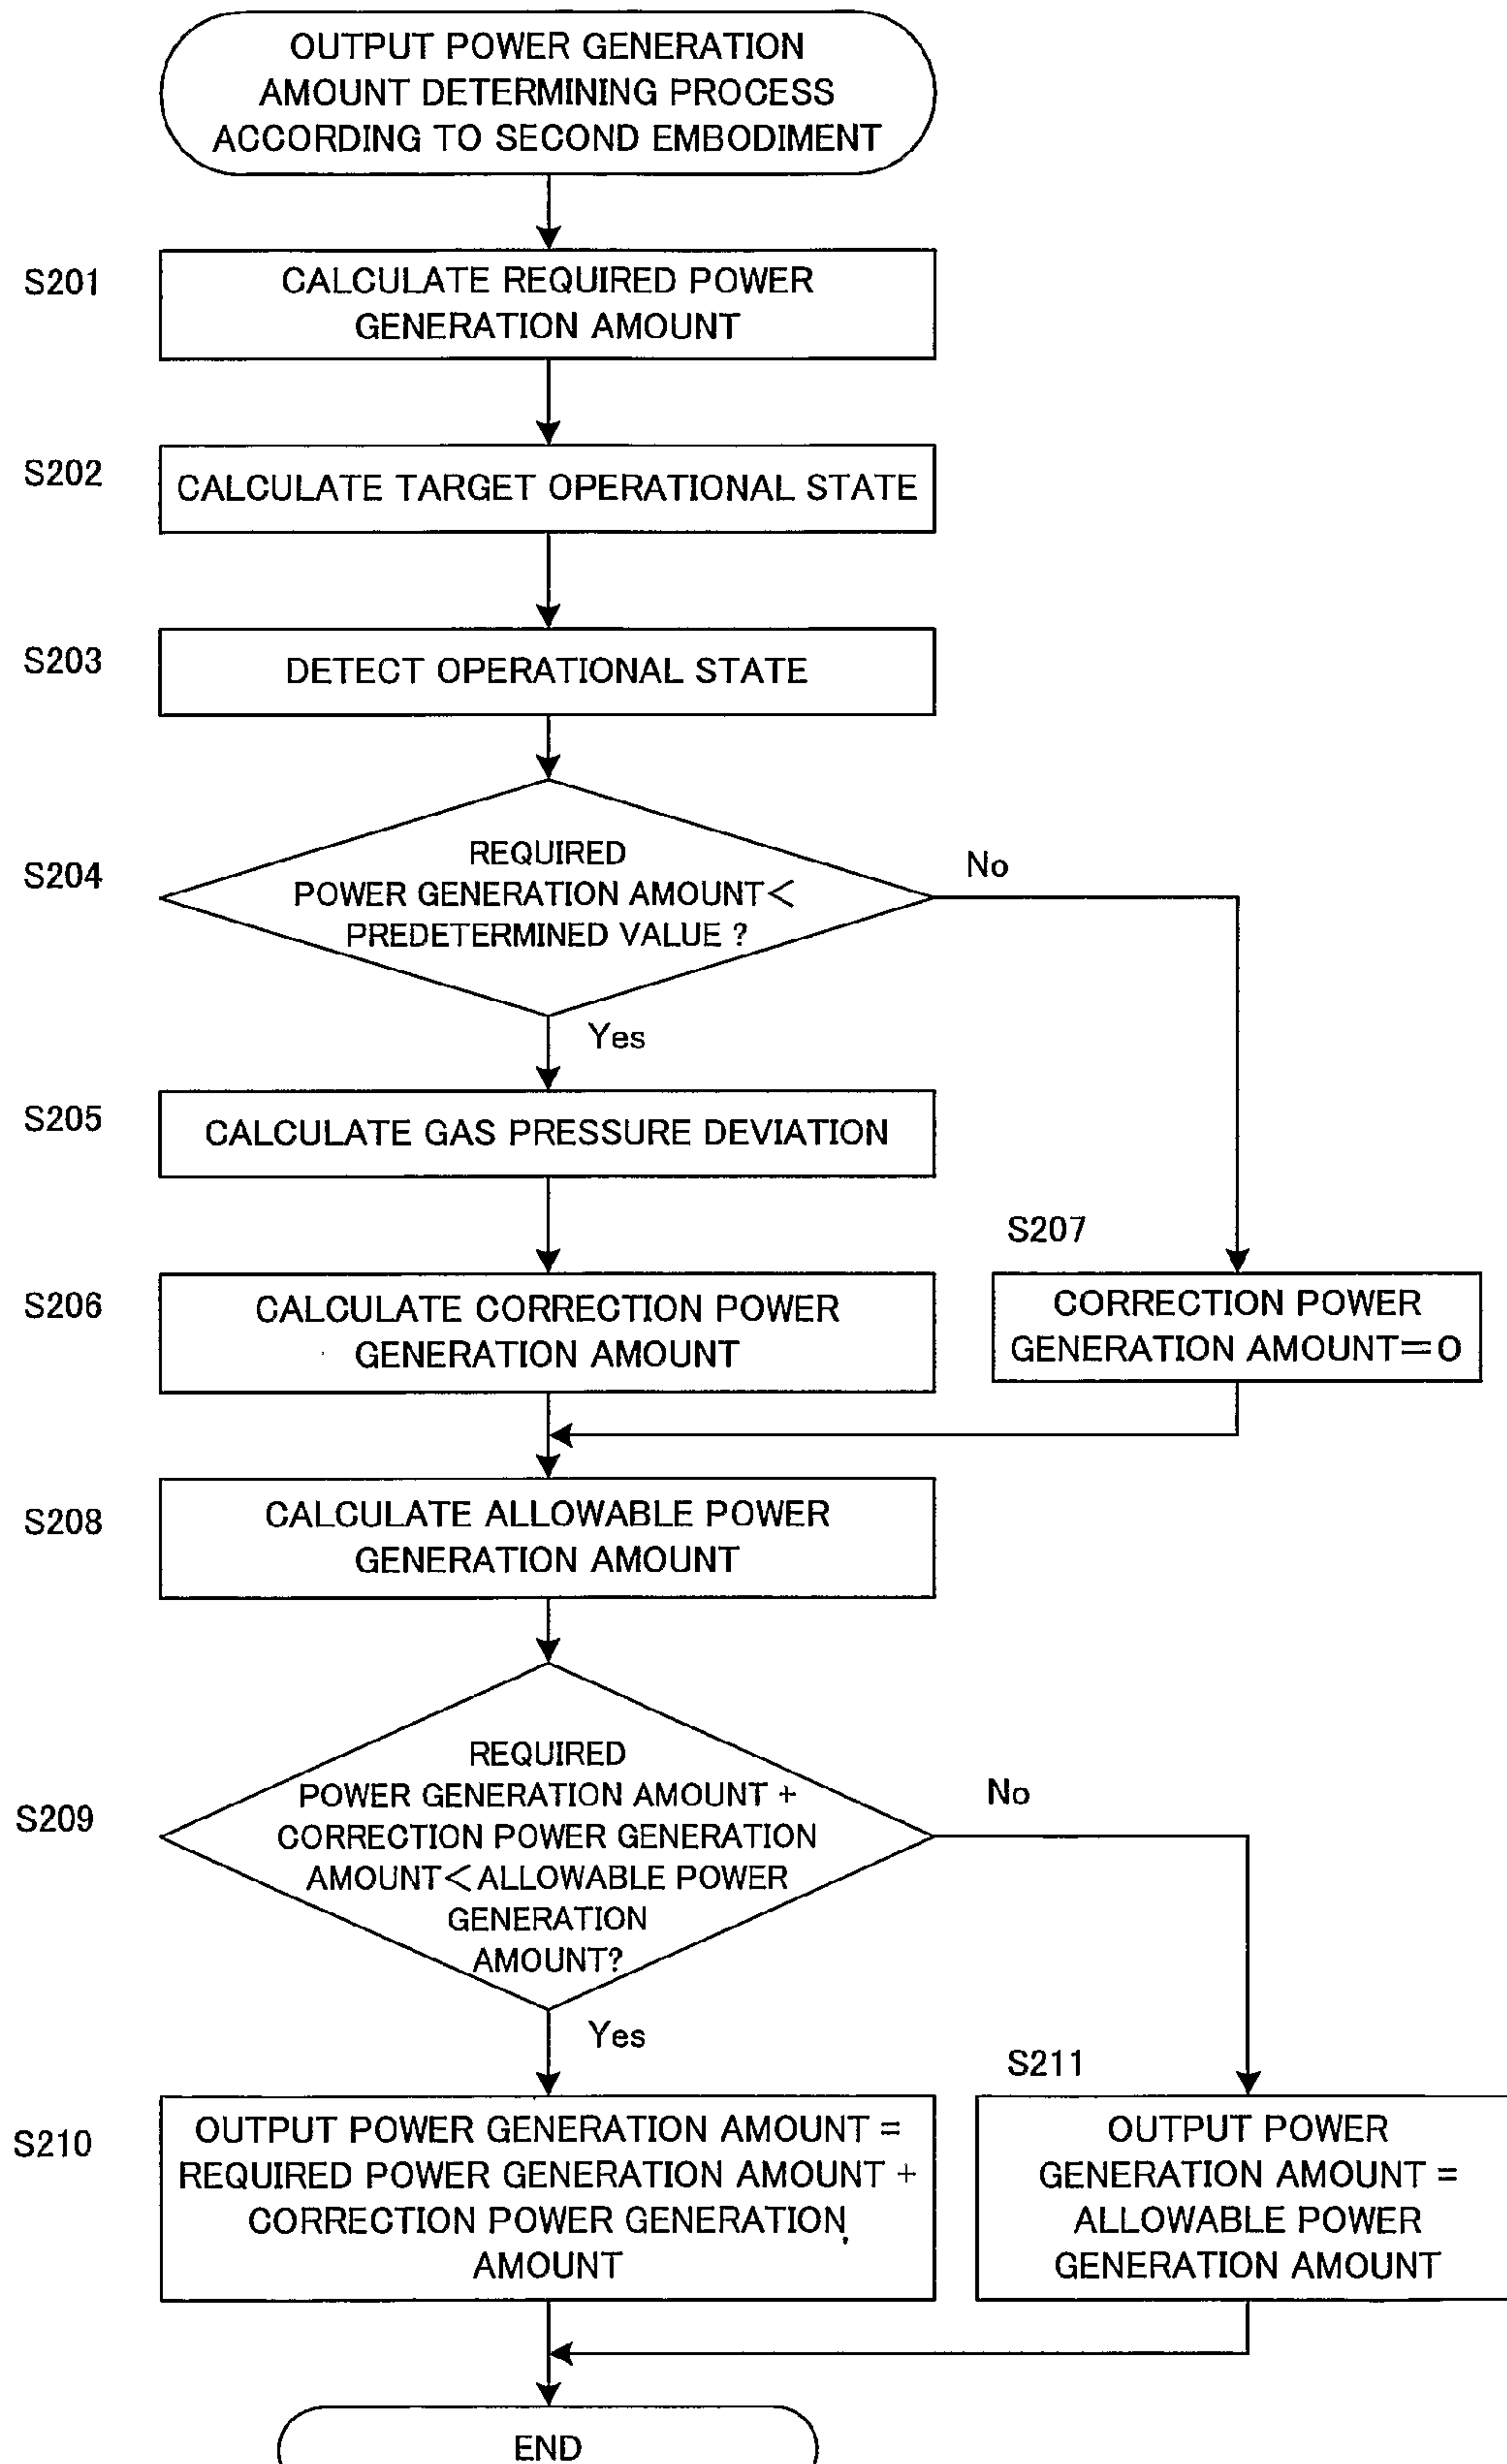 OUTPUT POWER GENERATION
AMOUNT DETERMINING PROCESS
ACCORDING TO SECOND EMBODIMENT
S201
CALCULATE REQUIRED POWER
GENERATION AMOUNT
S202
CALCULATE TARGET OPERATIONAL STATE
S203
DETECT OPERATIONAL STATE
S204
REQUIRED
POWER GENERATION AMOUNT<
PREDETERMINED VALUE ?
No
Yes
S205
CALCULATE GAS PRESSURE DEVIATION
S206
CALCULATE CORRECTION POWER
GENERATION AMOUNT
S207
CORRECTION POWER
GENERATION AMOUNT=0
S208
CALCULATE ALLOWABLE POWER
GENERATION AMOUNT
S209
REQUIRED
POWER GENERATION AMOUNT +
CORRECTION POWER GENERATION
AMOUNT<ALLOWABLE POWER
GENERATION
AMOUNT?
No
Yes
S210
OUTPUT POWER GENERATION AMOUNT =
REQUIRED POWER GENERATION AMOUNT +
CORRECTION POWER GENERATION
AMOUNT
S211
OUTPUT POWER
GENERATION AMOUNT =
ALLOWABLE POWER
GENERATION AMOUNT
END